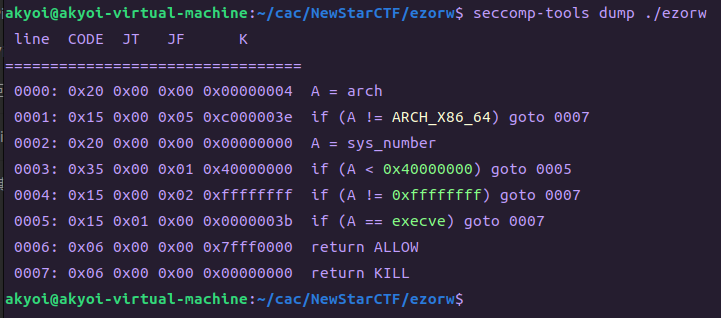 akyoi@akyoi-virtual-machine:~/cac/NewStarCTF/ezorw$ seccomp-tools dump ./ezorw
 line  CODE  JT   JF      K
=================================
 0000: 0x20 0x00 0x00 0x00000004  A = arch
 0001: 0x15 0x00 0x05 0xc000003e  if (A != ARCH_X86_64) goto 0007
 0002: 0x20 0x00 0x00 0x00000000  A = sys_number
 0003: 0x35 0x00 0x01 0x40000000  if (A < 0x40000000) goto 0005
 0004: 0x15 0x00 0x02 0xffffffff  if (A != 0xffffffff) goto 0007
 0005: 0x15 0x01 0x00 0x0000003b  if (A == execve) goto 0007
 0006: 0x06 0x00 0x00 0x7fff0000  return ALLOW
 0007: 0x06 0x00 0x00 0x00000000  return KILL
akyoi@akyoi-virtual-machine:~/cac/NewStarCTF/ezorw$